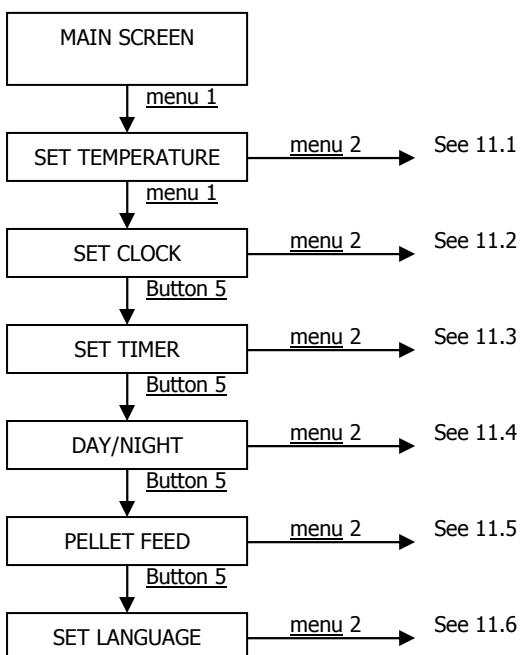 MAIN SCREEN
menu 1
SET TEMPERATURE menu 2 See 11.1
menu 1
SET CLOCK menu 2 See 11.2
Button 5
SET TIMER menu 2 See 11.3
Button 5
DAY/NIGHT menu 2 See 11.4
Button 5
PELLET FEED menu 2 See 11.5
Button 5
SET LANGUAGE menu 2 See 11.6